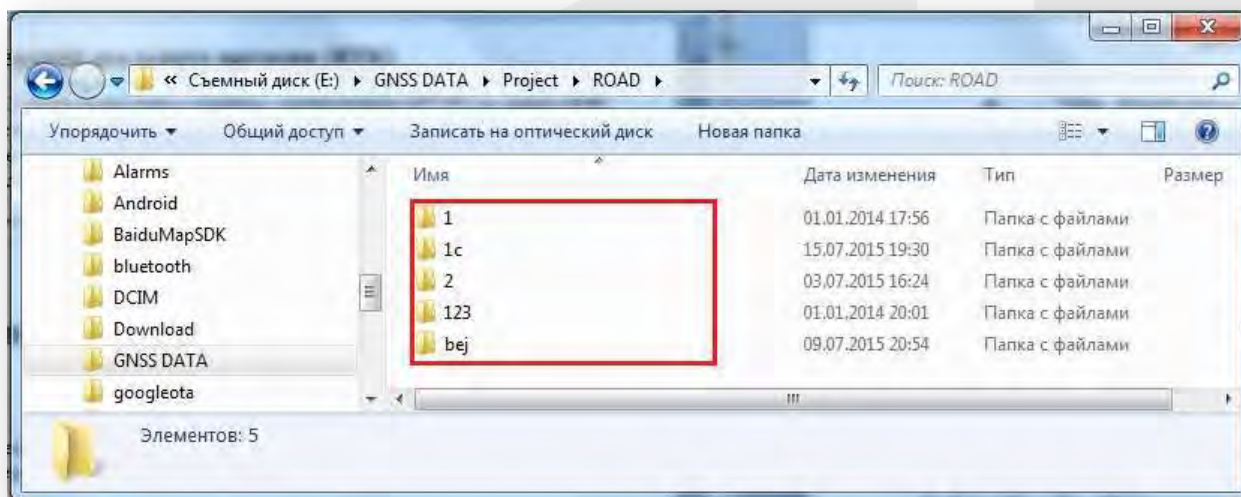 « Съемный диск (E:) ▸ GNSS DATA ▸ Project ▸ ROAD ▸
Поиск: ROAD
Упорядочить ▾ Общий доступ ▾ Записать на оптический диск Новая папка
Alarms
Android
BaiduMapSDK
bluetooth
DCIM
Download
GNSS DATA
googleota
Имя Дата изменения Тип Размер
1 01.01.2014 17:56 Папка с файлами
1c 15.07.2015 19:30 Папка с файлами
2 03.07.2015 16:24 Папка с файлами
123 01.01.2014 20:01 Папка с файлами
bej 09.07.2015 20:54 Папка с файлами
Элементов: 5